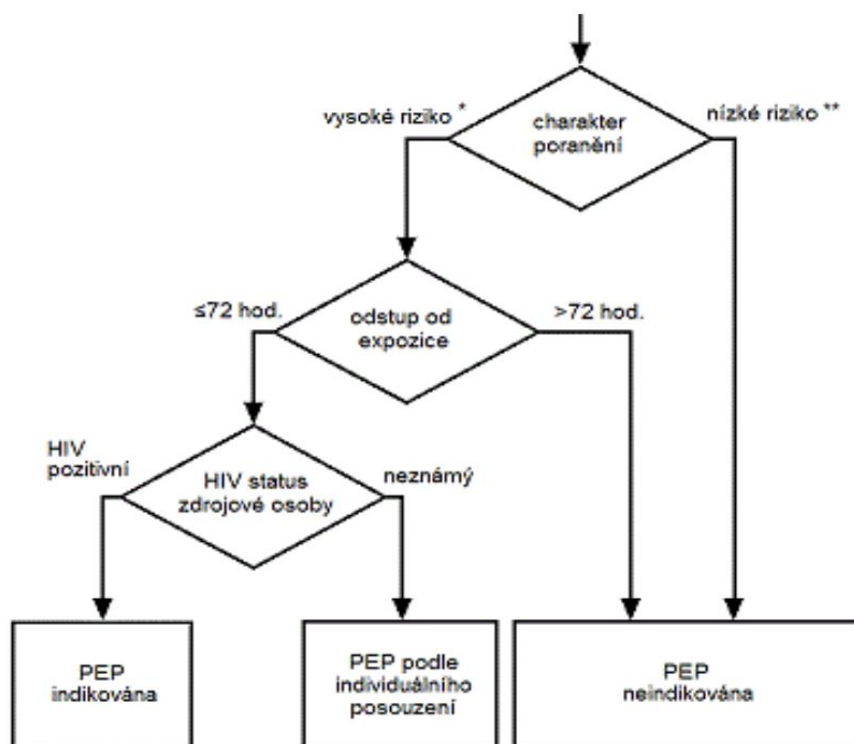 vysoké riziko *
nízké riziko **
charakter
poranění
≤72 hod.
odstup od
expozice
>72 hod.
HIV
pozitivní
HIV status
zdrojové osoby
neznámý
PEP
indikována
PEP podle
individuálního
posouzení
PEP
neindikována